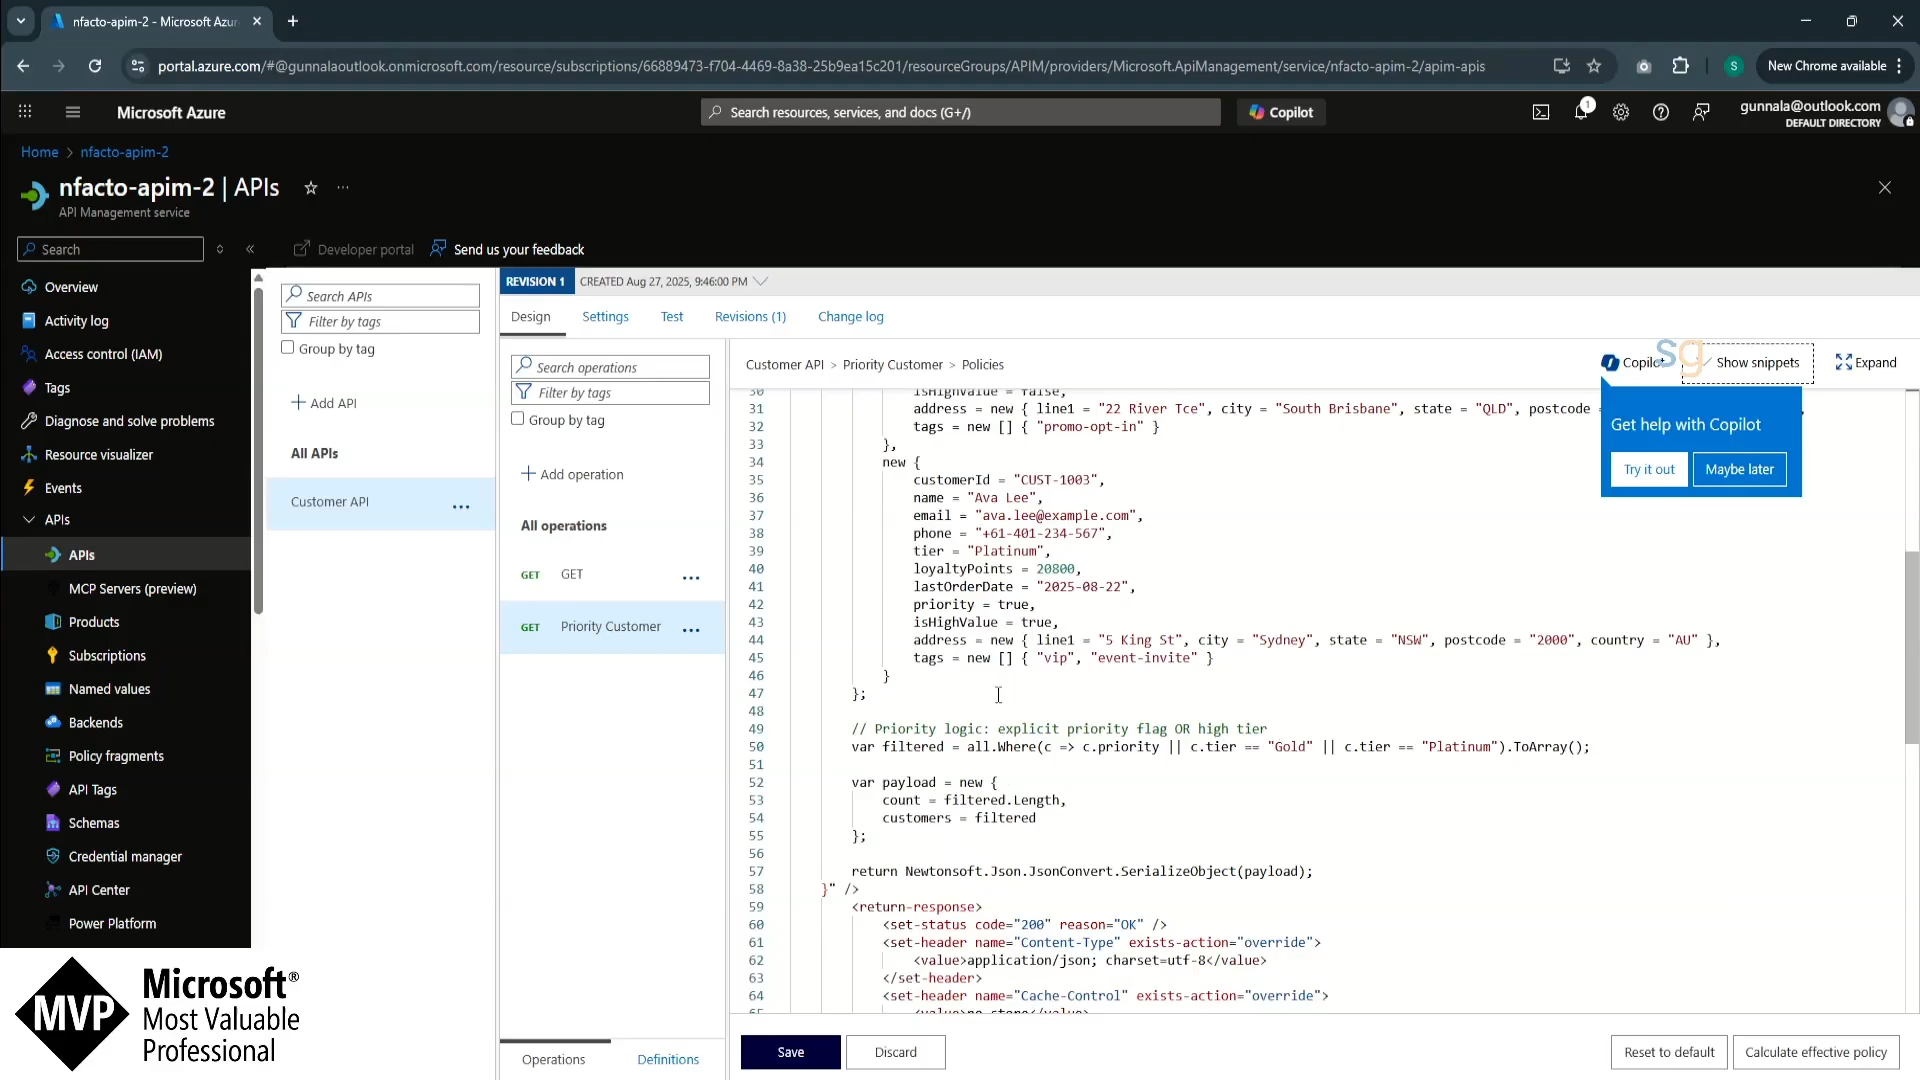 nfacto-apim-2 - Microsoft Azur
portal.azure.com/#@gunnalaoutlook.onmicrosoft.com/resource/subscriptions/66889473-f704-4469-8a38-25b9ea15c201/resourceGroups/APIM/providers/Microsoft.ApiManagement/service/nfacto-apim-2/apim-apis
S
New Chrome available
Microsoft Azure
Search resources, services, and docs (G+/)
Copilot
1
gunnala@outlook.com
DEFAULT DIRECTORY
Home > nfacto-apim-2
nfacto-apim-2 | APIs
API Management service
Search
Developer portal
Send us your feedback
Overview
Activity log
Access control (IAM)
Tags
Diagnose and solve problems
Resource visualizer
Events
APIs
APIs
MCP Servers (preview)
Products
Subscriptions
Named values
Backends
Policy fragments
API Tags
Schemas
Credential manager
API Center
Power Platform
MVP
Microsoft®
Most Valuable
Professional
Search APIs
Filter by tags
Group by tag
Add API
All APIs
Customer API
REVISION 1
CREATED Aug 27, 2025, 9:46:00 PM
Design
Settings
Test
Revisions (1)
Change log
Search operations
Filter by tags
Group by tag
Add operation
All operations
GET GET
GET Priority Customer
Operations
Definitions
Customer API > Priority Customer > Policies
sg
Show snippets
Expand
Get help with Copilot
Try it out
Maybe later
30 isHighValue = false,
31 address = new { line1 = "22 River Tce", city = "South Brisbane", state = "QLD", postcode
32 tags = new [] { "promo-opt-in" }
33 },
34 new {
35 customerId = "CUST-1003",
36 name = "Ava Lee",
37 email = "ava.lee@example.com",
38 phone = "+61-401-234-567",
39 tier = "Platinum",
40 loyaltyPoints = 20800,
41 lastOrderDate = "2025-08-22",
42 priority = true,
43 isHighValue = true,
44 address = new { line1 = "5 King St", city = "Sydney", state = "NSW", postcode = "2000", country = "AU" },
45 tags = new [] { "vip", "event-invite" }
46 }
47 };
48
49 // Priority logic: explicit priority flag OR high tier
50 var filtered = all.Where(c => c.priority || c.tier == "Gold" || c.tier == "Platinum").ToArray();
51
52 var payload = new {
53 count = filtered.Length,
54 customers = filtered
55 };
56
57 return Newtonsoft.Json.JsonConvert.SerializeObject(payload);
58 }" />
59 <return-response>
60 <set-status code="200" reason="OK" />
61 <set-header name="Content-Type" exists-action="override">
62 <value>application/json; charset=utf-8</value>
63 </set-header>
64 <set-header name="Cache-Control" exists-action="override">
65 <value>no-store</value>
Save
Discard
Reset to default
Calculate effective policy